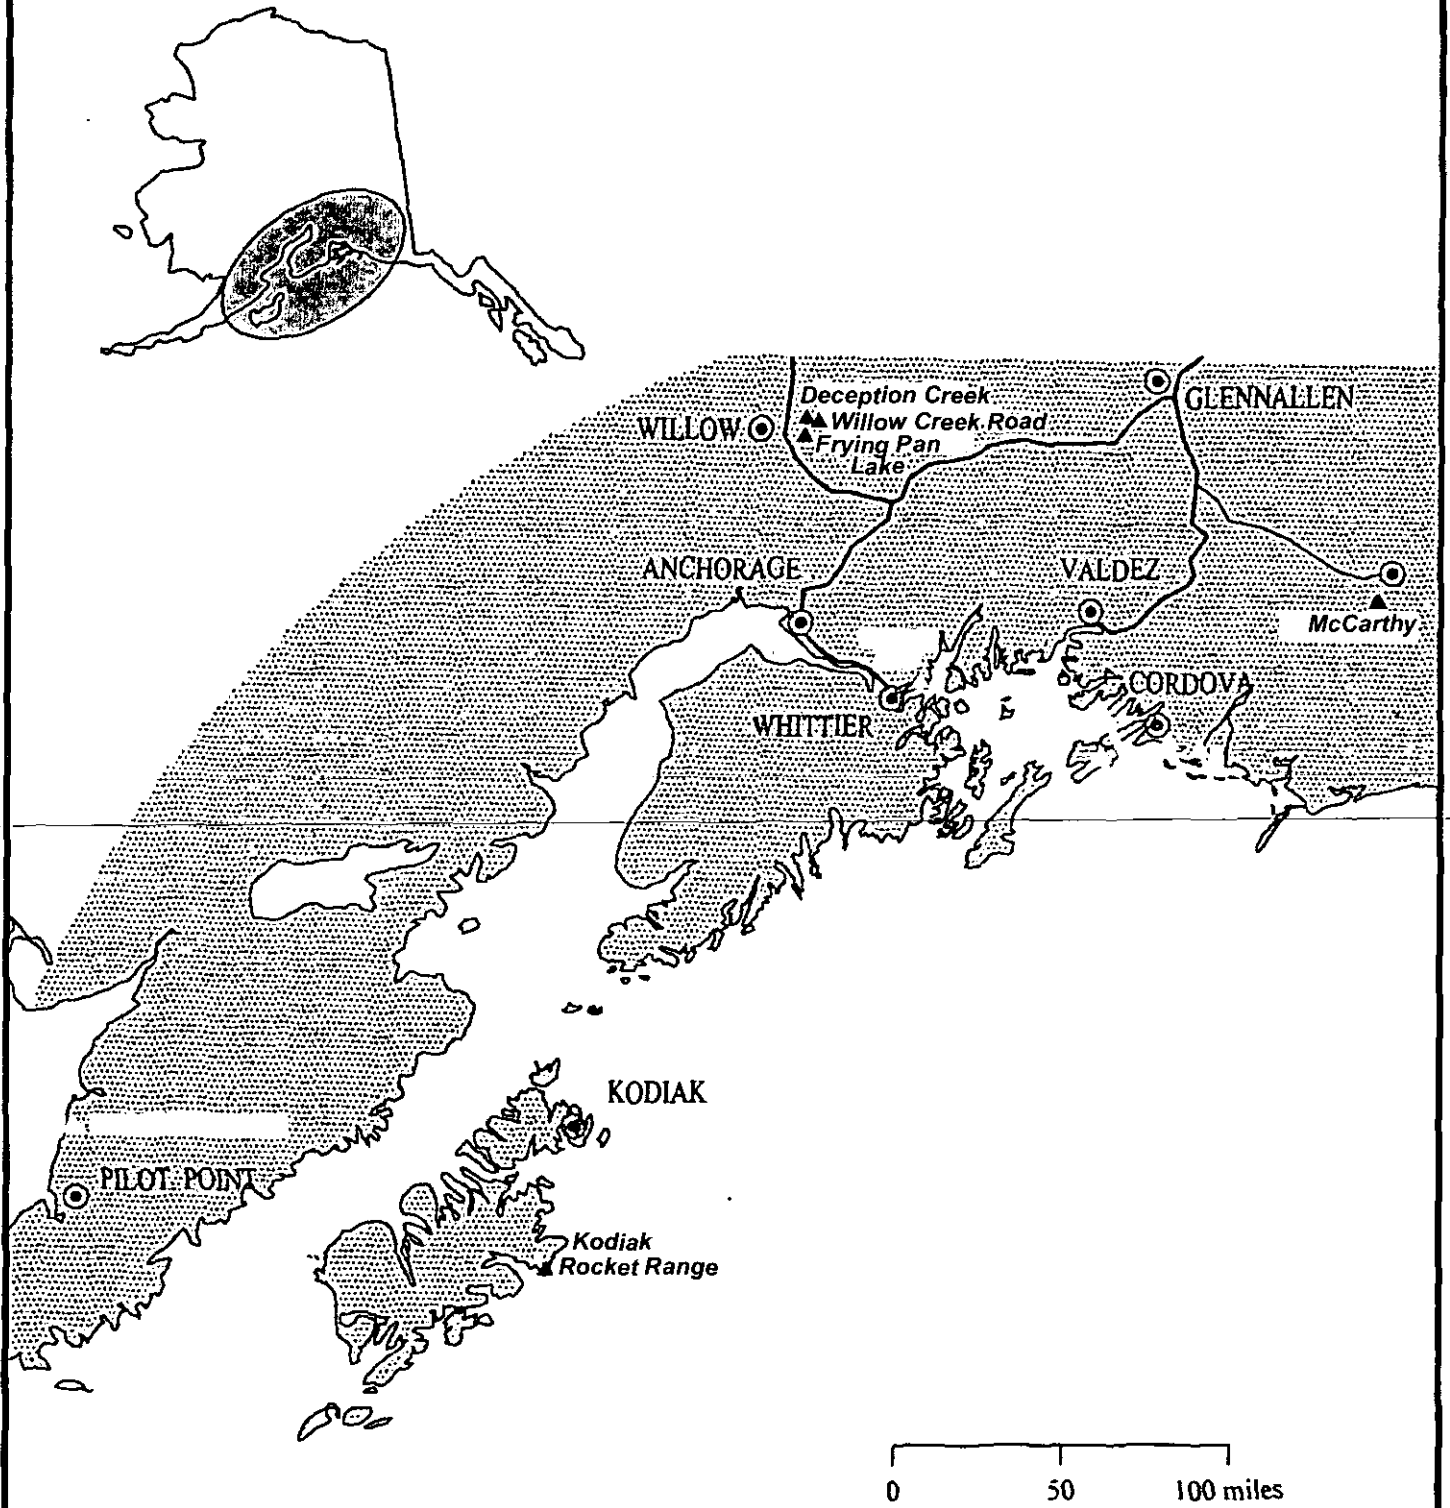 Deception Creek
GLENNALLEN
WILLOW
Willow Creek Road
Frying Pan
Lake
ANCHORAGE
VALDEZ
McCarthy
CORDOVA
WHITTIER
KODIAK
PILOT POINT
Kodiak
Rocket Range
0 50 100 miles